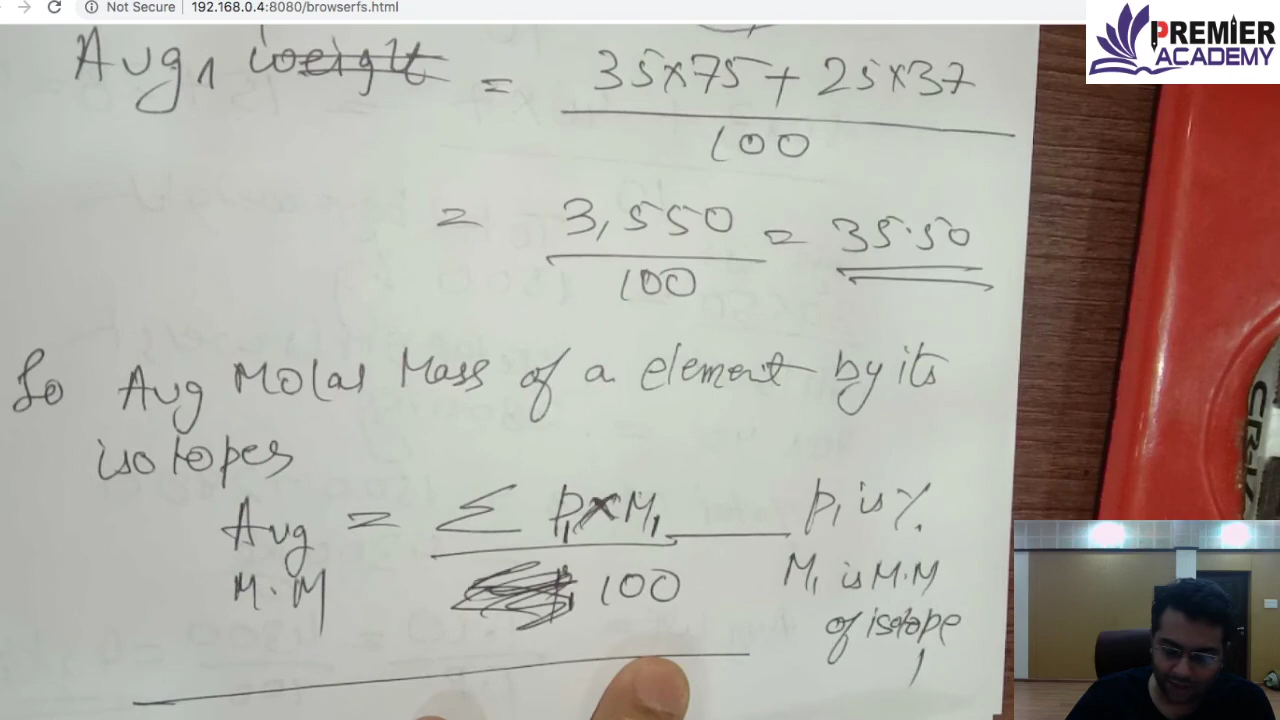 Not Secure | 192.168.0.4:8080/browserfs.html
PREMIER
ACADEMY
Avg weight = 35×75 + 25×37
100
= 3,550 = 35.50
100
So Avg Molar Mass of a element by its
isotopes
Avg = Σ P₁×M₁
M.M 100
P₁ is %
M₁ is M.M
of isotope
1